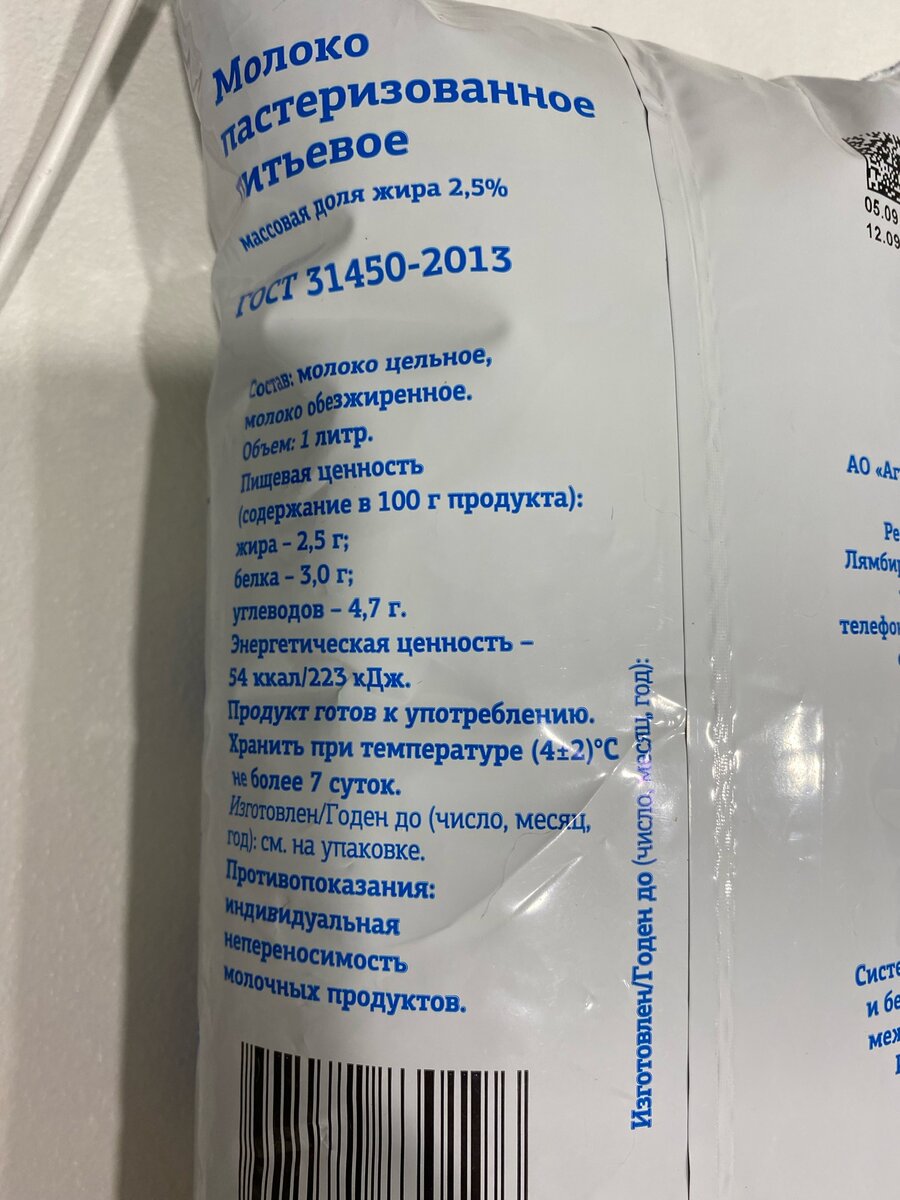 Молоко
пастеризованное
питьевое
массовая доля жира 2,5%
ГОСТ 31450-2013
Состав: молоко цельное,
молоко обезжиренное.
Объем: 1 литр.
Пищевая ценность
(содержание в 100 г продукта):
жира – 2,5 г;
белка – 3,0 г;
углеводов – 4,7 г.
Энергетическая ценность –
54 ккал/223 кДж.
Продукт готов к употреблению.
Хранить при температуре (4±2)°С
не более 7 суток.
Изготовлен/Годен до (число, месяц,
год): см. на упаковке.
Противопоказания:
индивидуальная
непереносимость
молочных продуктов.
Изготовлен/Годен до (число, месяц, год):
05.09
12.09
АО «Аг
Ре
Лямби
телефо
Систе
и бе
меж